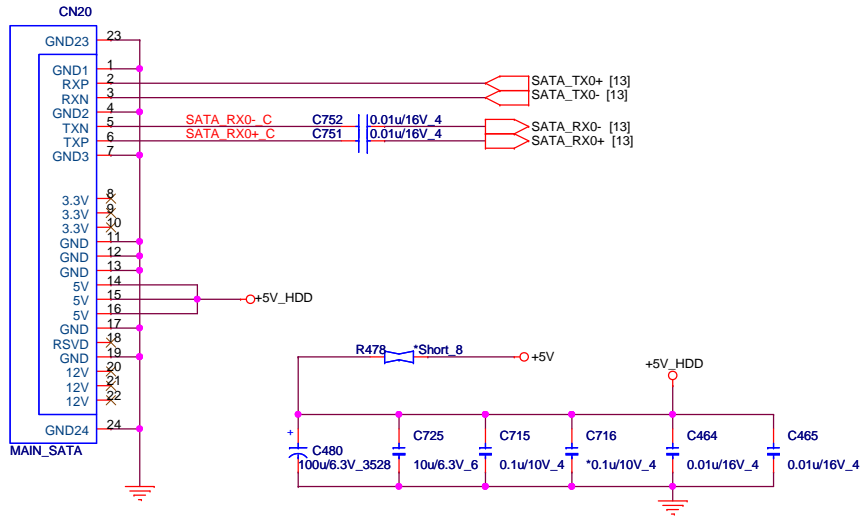 CN20
GND23 23
GND1 1
RXP 2 SATA_TX0+ [13]
RXN 3 SATA_TX0- [13]
GND2 4
TXN 5 SATA_RX0-_C C752 0.01u/16V_4 SATA_RX0- [13]
TXP 6 SATA_RX0+_C C751 0.01u/16V_4 SATA_RX0+ [13]
GND3 7
3.3V 8
3.3V 9
3.3V 10
GND 11
GND 12
GND 13
5V 14
5V 15 +5V_HDD
5V 16
GND 17
RSVD 18
GND 19
12V 20
12V 21
12V 22
GND24 24
MAIN_SATA
R478 *Short_8 +5V
+5V_HDD
+
C480 C725 C715 C716 C464 C465
100u/6.3V_3528 10u/6.3V_6 0.1u/10V_4 *0.1u/10V_4 0.01u/16V_4 0.01u/16V_4